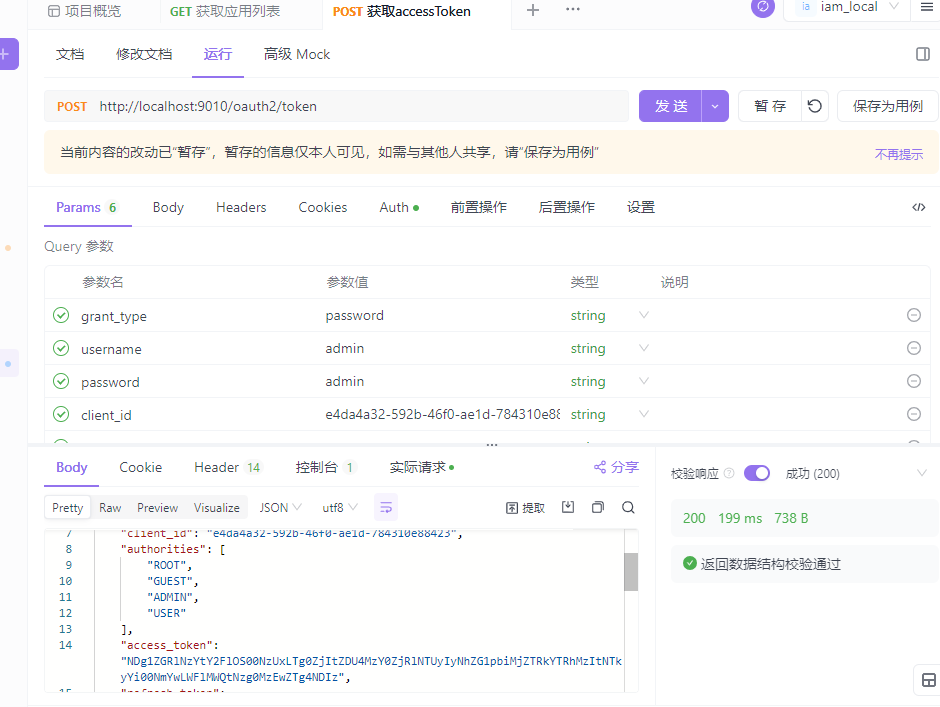 项目概览 GET 获取应用列表 POST 获取accessToken ia iam_local
文档 修改文档 运行 高级 Mock
POST http://localhost:9010/oauth2/token 发 送 暂 存 保存为用例
当前内容的改动已“暂存”，暂存的信息仅本人可见，如需与其他人共享，请“保存为用例” 不再提示
Params 6 Body Headers Cookies Auth 前置操作 后置操作 设置
Query 参数
参数名 参数值 类型 说明
grant_type password string
username admin string
password admin string
client_id e4da4a32-592b-46f0-ae1d-784310e88 string
Body Cookie Header 14 控制台 1 实际请求 分享 校验响应 成功 (200)
Pretty Raw Preview Visualize JSON utf8 提取 200 199 ms 738 B
7 "client_id": "e4da4a32-592b-46f0-ae1d-784310e88423",
8 "authorities": [
9 "ROOT",
10 "GUEST",
11 "ADMIN",
12 "USER"
13 ],
14 "access_token":
"NDg1ZGRlNzYtY2FlOS00NzUxLTg0ZjItZDU4MzY0ZjRlNTUyIyNhZG1pbiMjZTRkYTRhMzItNTk
yYi00NmYwLWFlMWQtNzg0MzEwZTg4NDIz",
15 "refresh_token":
返回数据结构校验通过